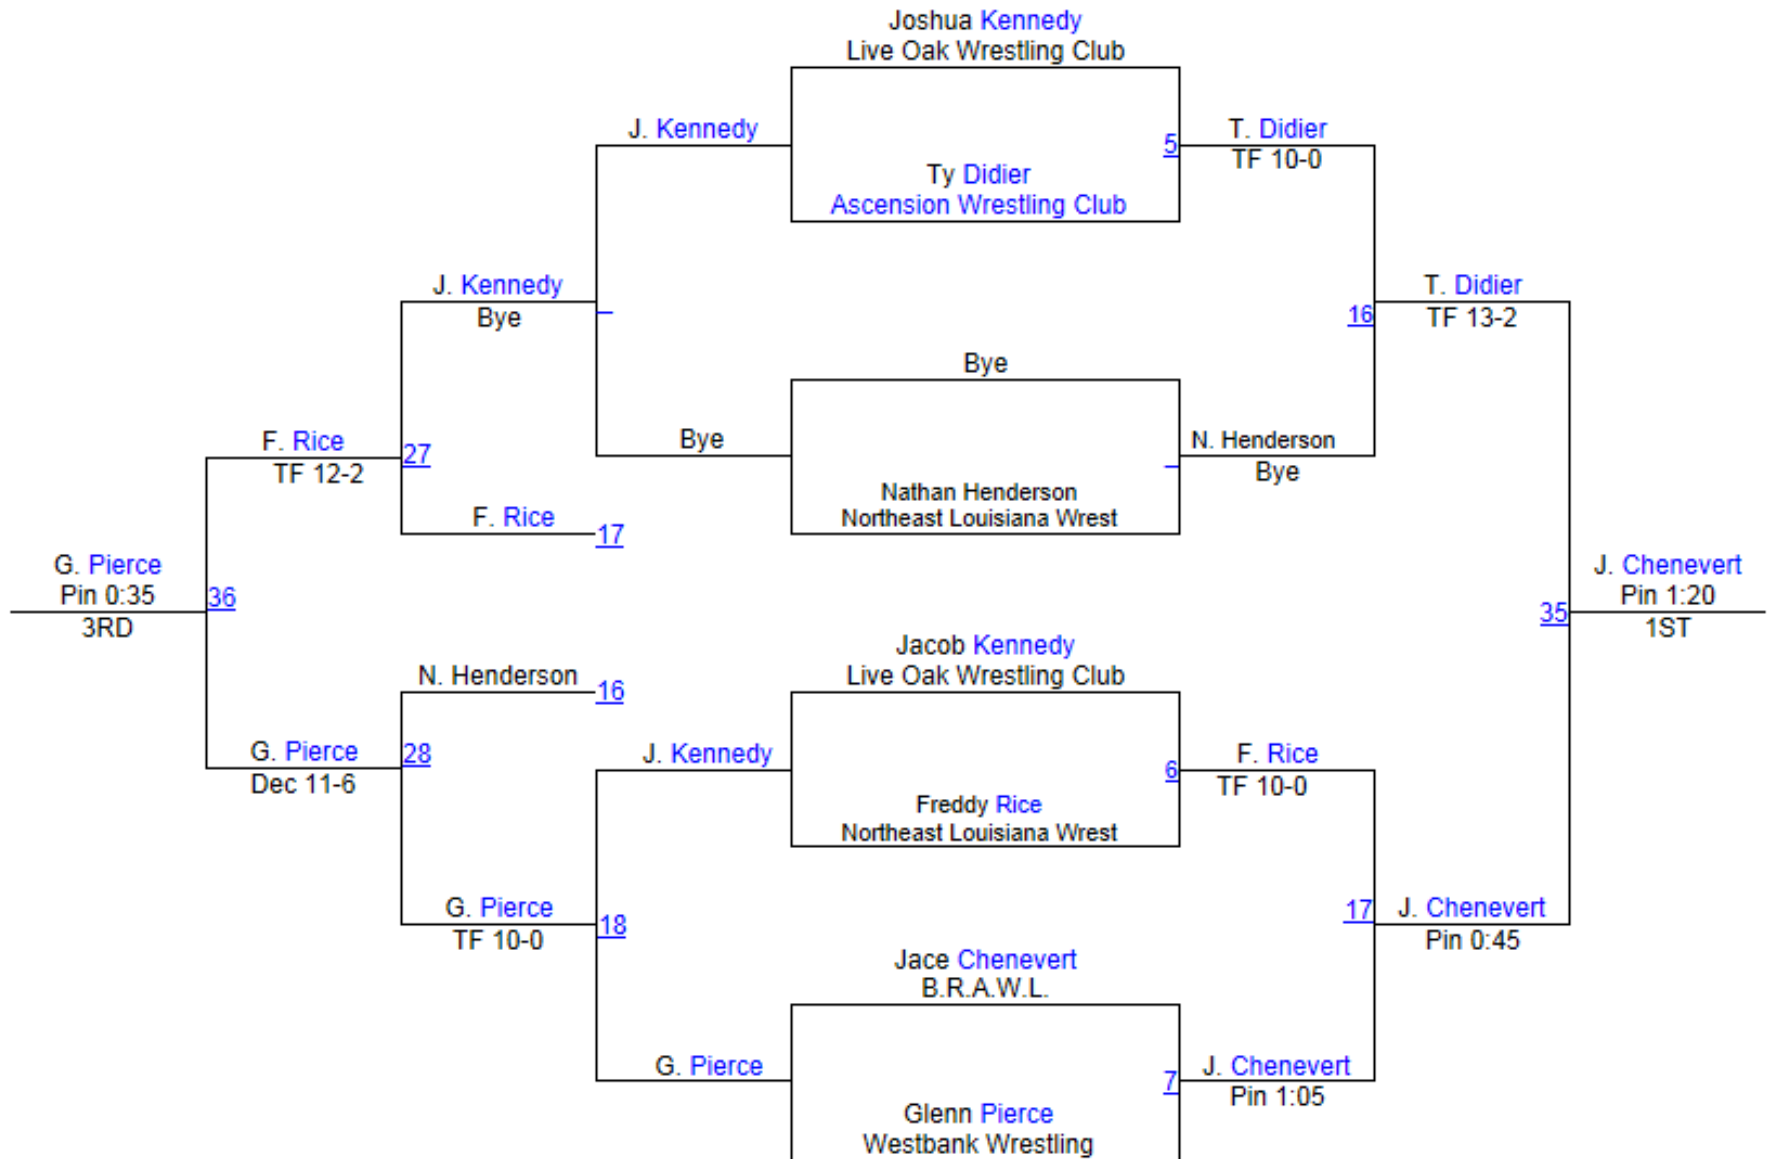 Joshua Kennedy
Live Oak Wrestling Club
J. Kennedy
5
T. Didier
TF 10-0
Ty Didier
Ascension Wrestling Club
J. Kennedy
Bye
16
T. Didier
TF 13-2
Bye
F. Rice
TF 12-2
27
Bye
N. Henderson
Bye
Nathan Henderson
Northeast Louisiana Wrest
F. Rice
17
G. Pierce
Pin 0:35
3RD
36
35
J. Chenevert
Pin 1:20
1ST
Jacob Kennedy
Live Oak Wrestling Club
N. Henderson
16
G. Pierce
Dec 11-6
28
J. Kennedy
6
F. Rice
TF 10-0
Freddy Rice
Northeast Louisiana Wrest
G. Pierce
TF 10-0
18
17
J. Chenevert
Pin 0:45
Jace Chenevert
B.R.A.W.L.
G. Pierce
7
J. Chenevert
Pin 1:05
Glenn Pierce
Westbank Wrestling